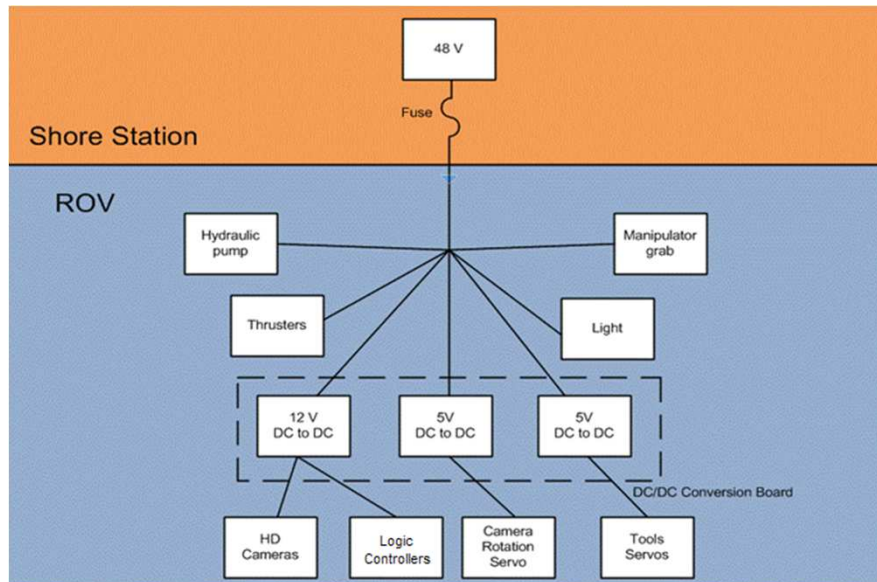 48 V
Fuse
Shore Station
ROV
Hydraulic
pump
Manipulator
grab
Thrusters
Light
12 V
DC to DC
5V
DC to DC
5V
DC to DC
DC/DC Conversion Board
HD
Cameras
Logic
Controllers
Camera
Rotation
Servo
Tools
Servos